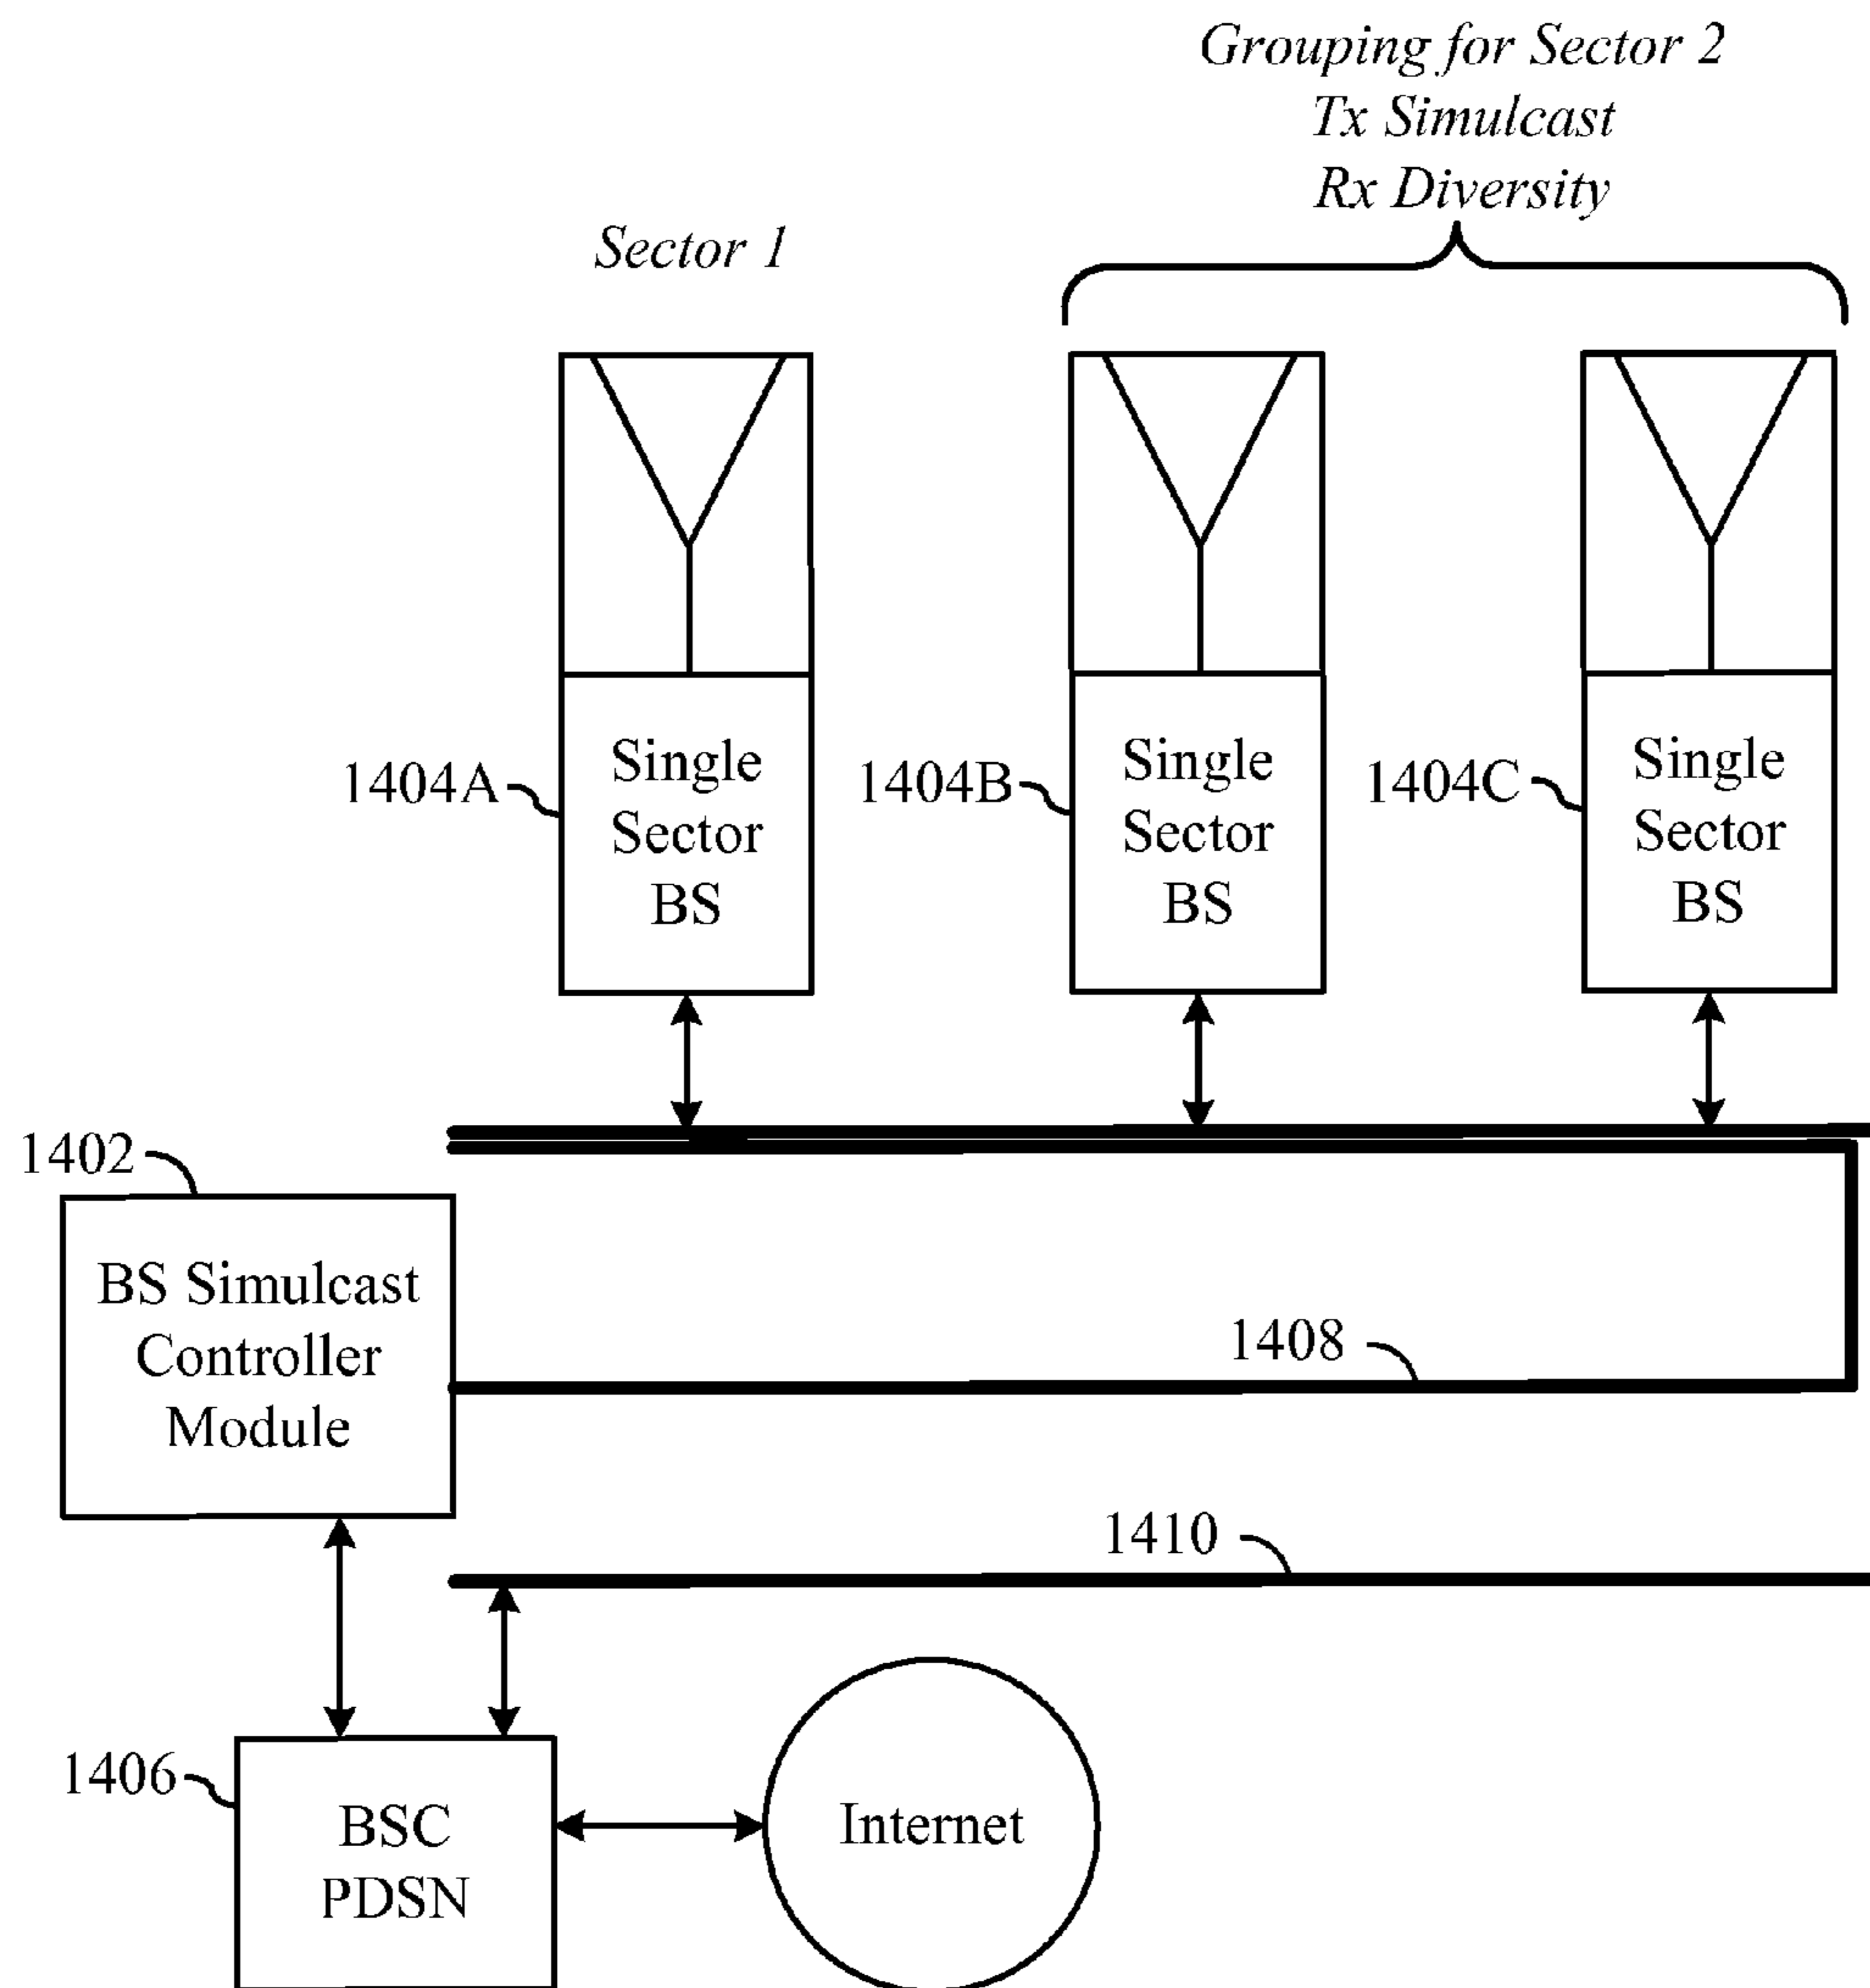 Grouping for Sector 2
Tx Simulcast
Rx Diversity
Sector 1
Single
Sector
BS
Single
Sector
BS
Single
Sector
BS
1404A
1404B
1404C
1402
BS Simulcast
Controller
Module
1408
1410
1406
BSC
PDSN
Internet